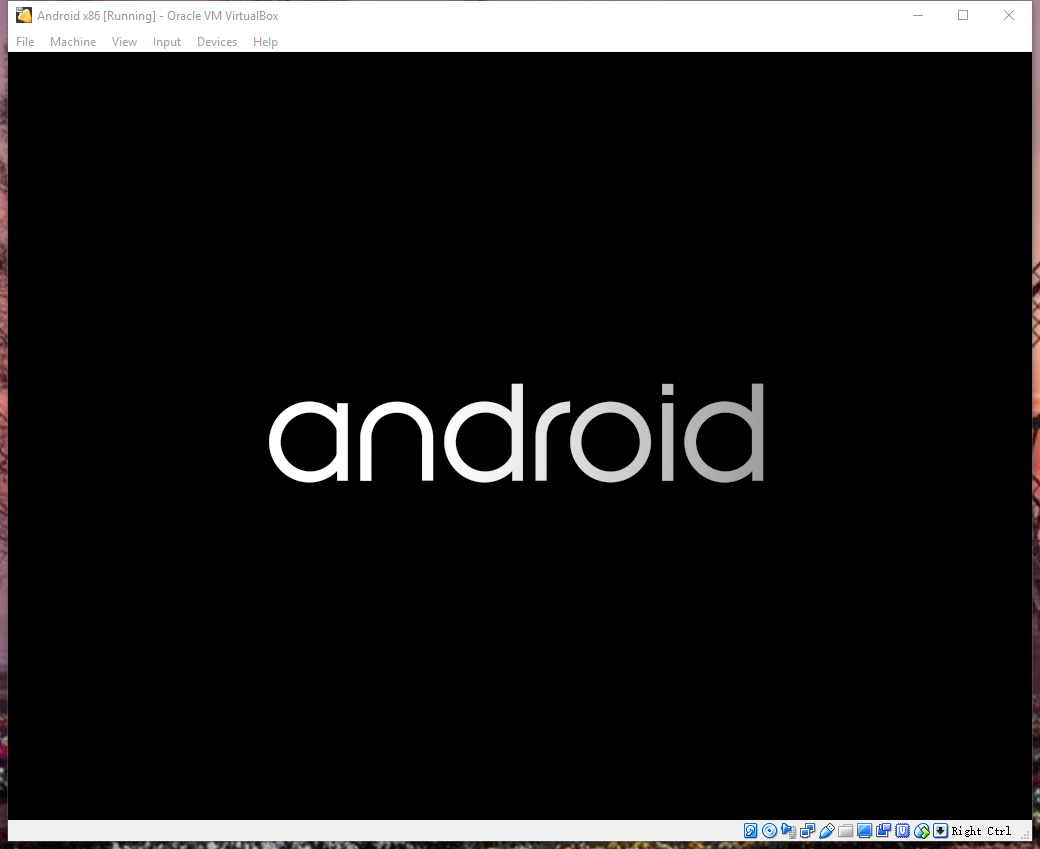 Android x86 [Running] - Oracle VM VirtualBox
File Machine View Input Devices Help
android
Right Ctrl